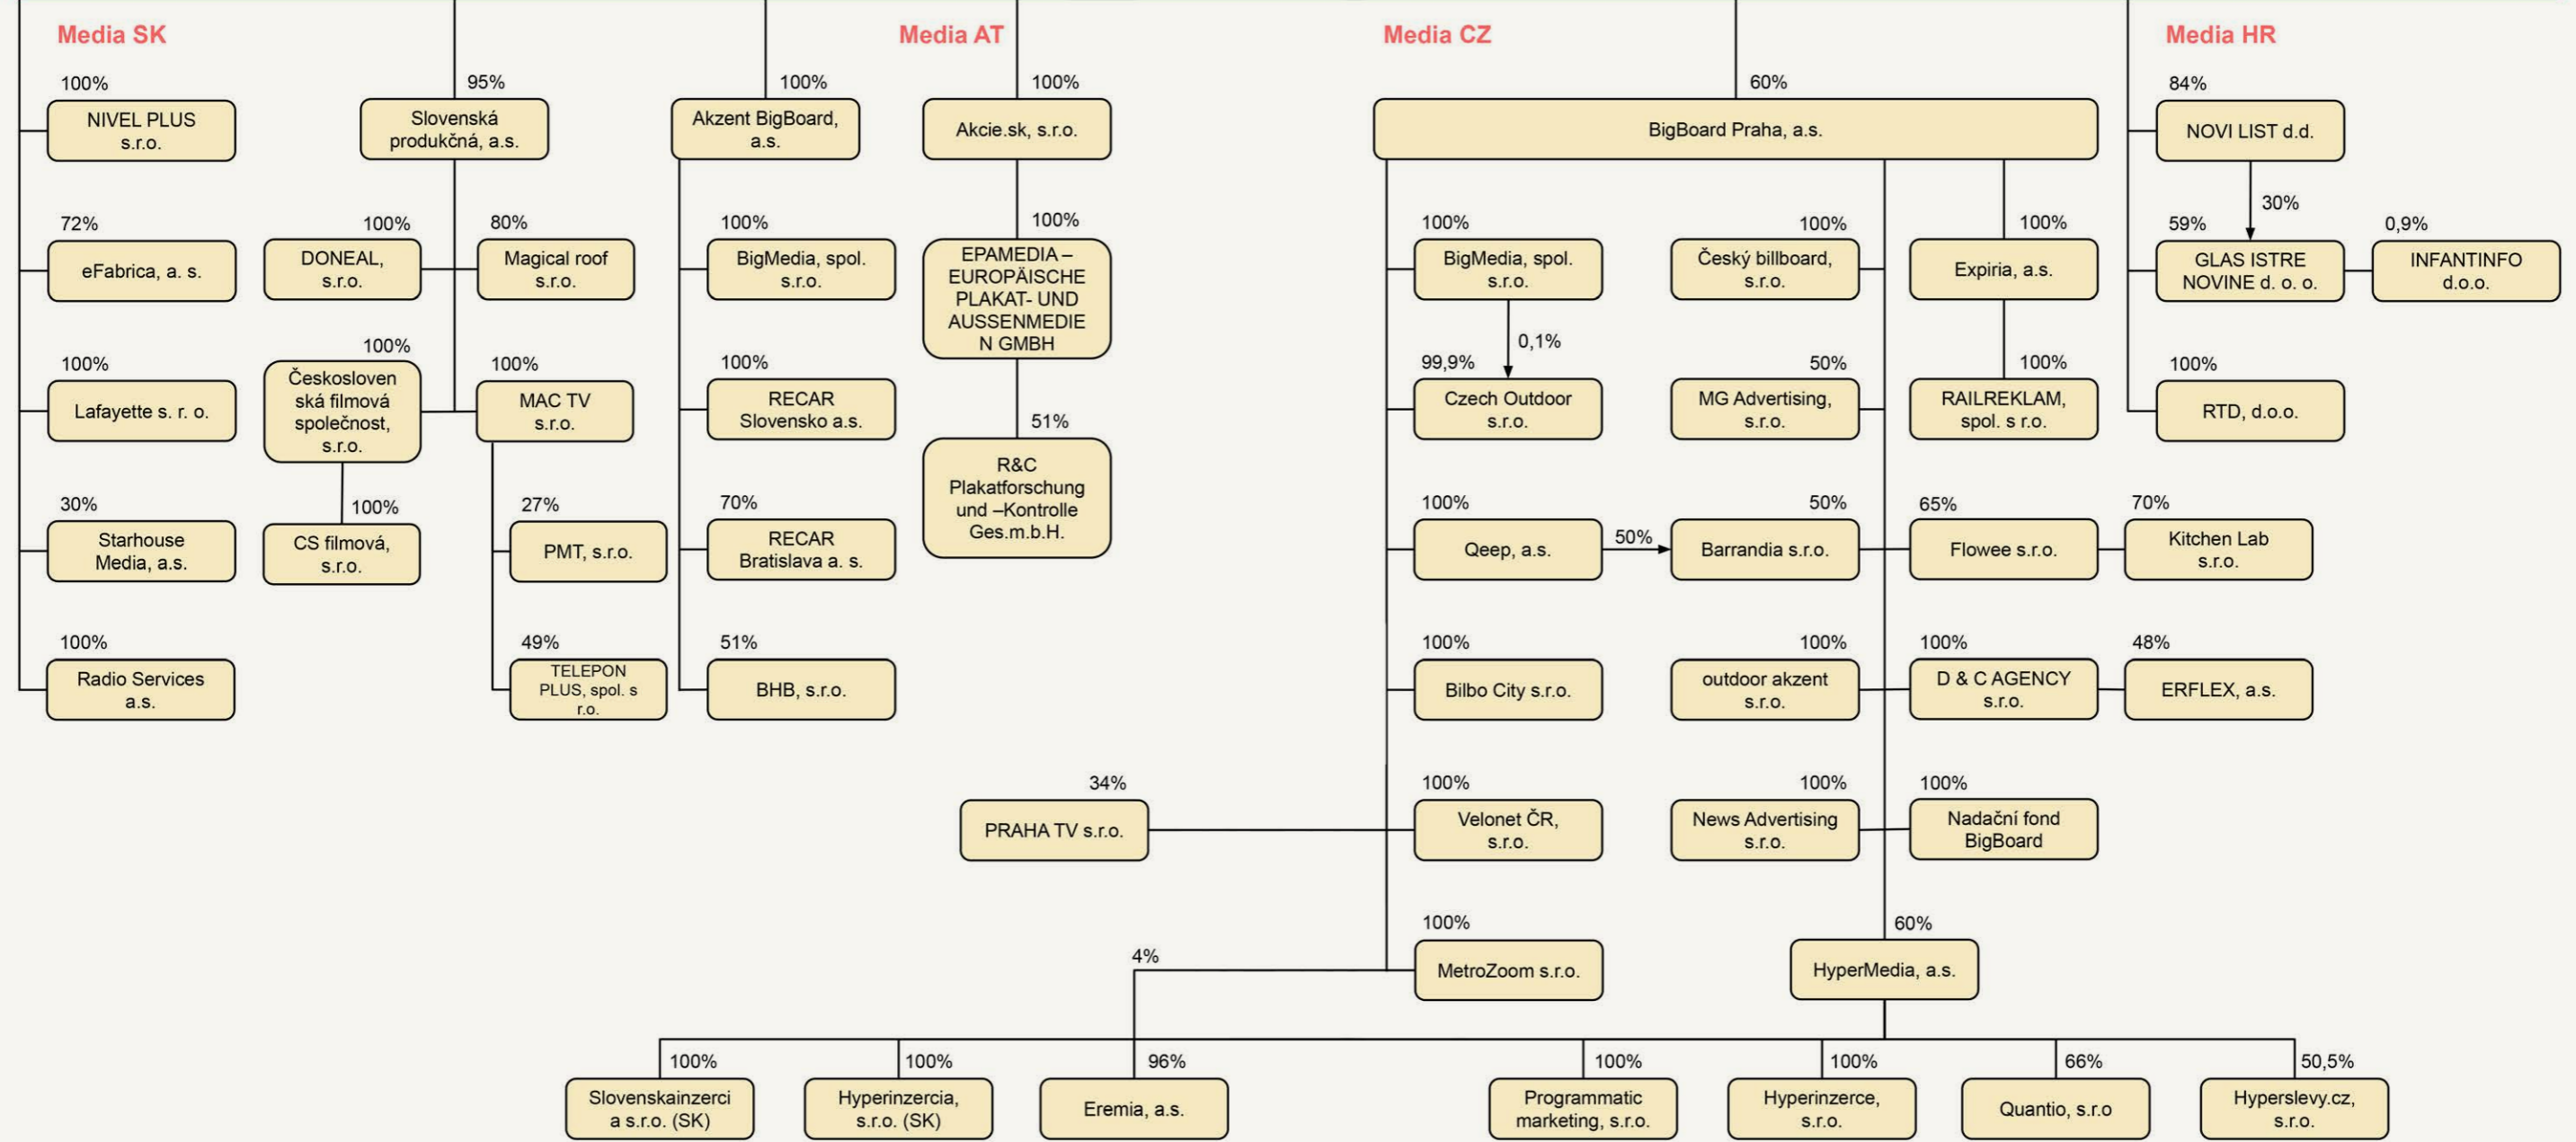 Media SK
Media AT
Media CZ
Media HR
100%
NIVEL PLUS
s.r.o.
72%
eFabrica, a. s.
100%
Lafayette s. r. o.
30%
Starhouse
Media, a.s.
100%
Radio Services
a.s.
95%
Slovenská
produkčná, a.s.
100%
DONEAL,
s.r.o.
80%
Magical roof
s.r.o.
100%
Českosloven
ská filmová
společnost,
s.r.o.
100%
MAC TV
s.r.o.
100%
CS filmová,
s.r.o.
27%
PMT, s.r.o.
49%
TELEPON
PLUS, spol. s
r.o.
100%
Akzent BigBoard,
a.s.
100%
BigMedia, spol.
s.r.o.
100%
RECAR
Slovensko a.s.
70%
RECAR
Bratislava a. s.
51%
BHB, s.r.o.
100%
Akcie.sk, s.r.o.
100%
EPAMEDIA –
EUROPÄISCHE
PLAKAT- UND
AUSSENMEDIE
N GMBH
51%
R&C
Plakatforschung
und –Kontrolle
Ges.m.b.H.
60%
BigBoard Praha, a.s.
100%
BigMedia, spol.
s.r.o.
0,1%
99,9%
Czech Outdoor
s.r.o.
100%
Qeep, a.s.
50%
100%
Bilbo City s.r.o.
34%
PRAHA TV s.r.o.
100%
Velonet ČR,
s.r.o.
100%
MetroZoom s.r.o.
4%
100%
Český billboard,
s.r.o.
50%
MG Advertising,
s.r.o.
50%
Barrandia s.r.o.
100%
outdoor akzent
s.r.o.
100%
News Advertising
s.r.o.
100%
Expiria, a.s.
100%
RAILREKLAM,
spol. s r.o.
65%
Flowee s.r.o.
70%
Kitchen Lab
s.r.o.
100%
D & C AGENCY
s.r.o.
48%
ERFLEX, a.s.
100%
Nadační fond
BigBoard
60%
HyperMedia, a.s.
84%
NOVI LIST d.d.
30%
59%
GLAS ISTRE
NOVINE d. o. o.
0,9%
INFANTINFO
d.o.o.
100%
RTD, d.o.o.
100%
Slovenskainzerci
a s.r.o. (SK)
100%
Hyperinzercia,
s.r.o. (SK)
96%
Eremia, a.s.
100%
Programmatic
marketing, s.r.o.
100%
Hyperinzerce,
s.r.o.
66%
Quantio, s.r.o
50,5%
Hyperslevy.cz,
s.r.o.